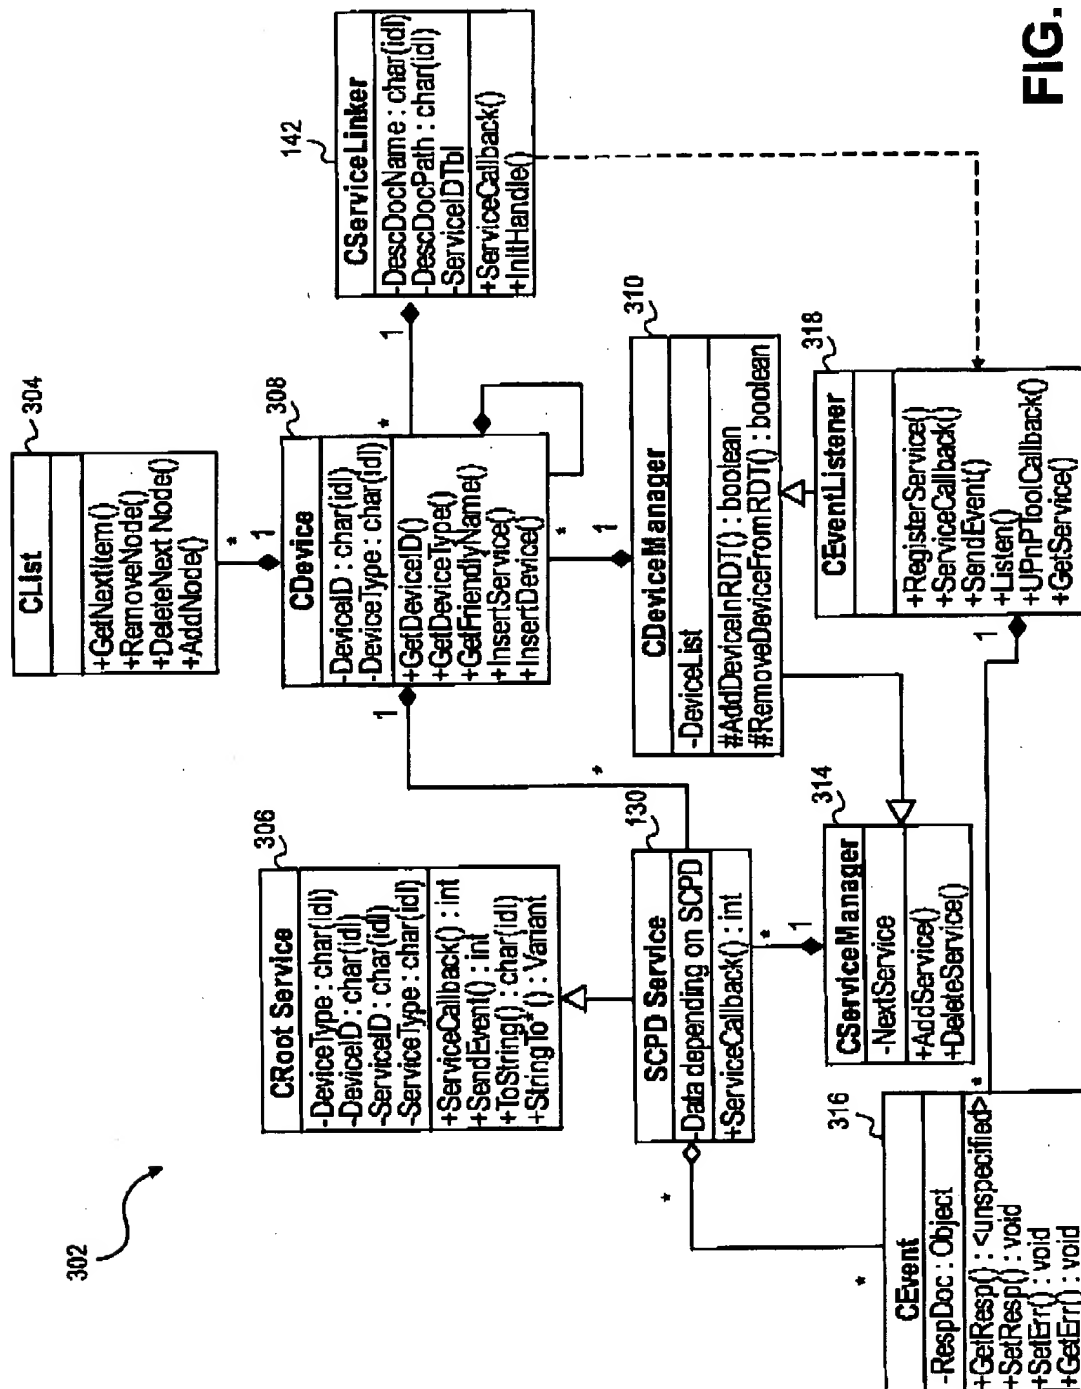 302
CList
304
+GetNextItem()
+RemoveNode()
+DeleteNext Node()
+AddNode()
*
1
CDevice
308
-DeviceID : char(idl)
-DeviceType : char(idl)
+GetDeviceID()
+GetDeviceType()
+GetFriendlyName()
+InsertService()
+InsertDevice()
*
1
CServiceLinker
142
-DescDocName : char(idl)
-DescDocPath : char(idl)
-ServiceIDTbl
+ServiceCallback()
+InitHandle()
1
*
*
1
CRoot Service
306
-DeviceType : char(idl)
-DeviceID : char(idl)
-ServiceID : char(idl)
-ServiceType : char(idl)
+ServiceCallback() : int
+SendEvent() : int
+ToString() : char(idl)
+StringTo*() : Variant
SCPD Service
130
-Data depending on SCPD
+ServiceCallback() : int
*
*
1
CDeviceManager
310
-DeviceList
#AddDeviceInRDT() : boolean
#RemoveDeviceFromRDT() : boolean
CServiceManager
314
-NextService
+AddService()
+DeleteService()
CEventListener
318
+RegisterService()
+ServiceCallback()
+SendEvent()
+Listen()
+UPnPToolCallback()
+GetService()
1
*
*
CEvent
316
-RespDoc : Object
+GetResp() : <unspecified>
+SetResp() : void
+SetErr() : void
+GetErr() : void
FIG.